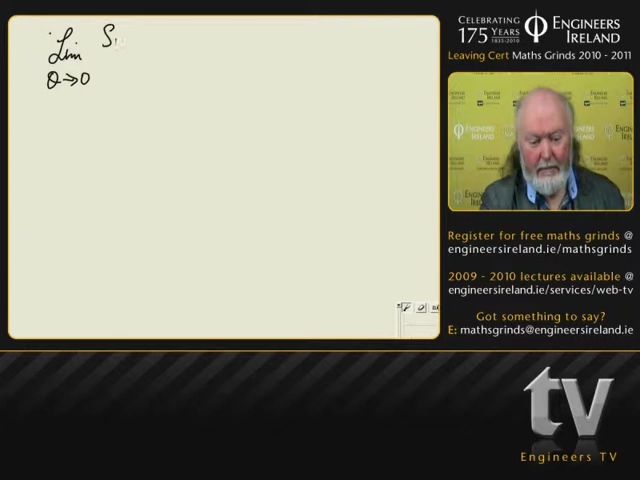 Lim S
θ→0
CELEBRATING
175 YEARS
1835-2010
ENGINEERS
IRELAND
Leaving Cert Maths Grinds 2010 - 2011
ENGINEERS
Register for free maths grinds @
engineersireland.ie/mathsgrinds
2009 - 2010 lectures available @
engineersireland.ie/services/web-tv
Got something to say?
E: mathsgrinds@engineersireland.ie
tv
Engineers TV